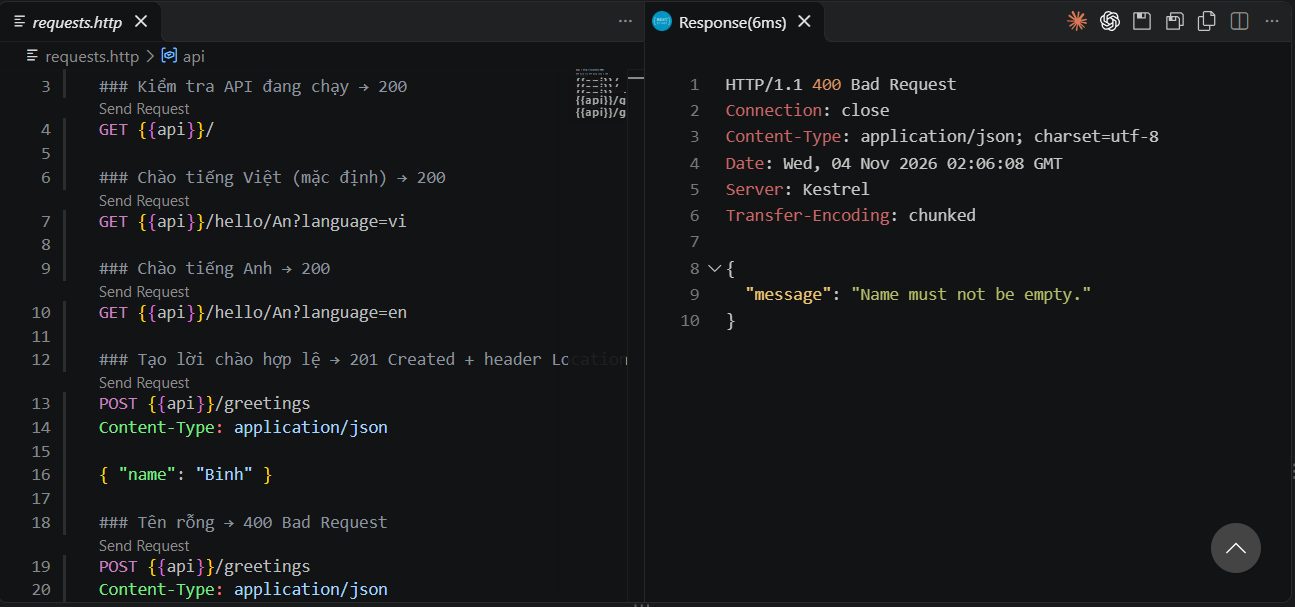 requests.http
requests.http > api
3 ### Kiểm tra API đang chạy → 200
Send Request
4 GET {{api}}/
5
6 ### Chào tiếng Việt (mặc định) → 200
Send Request
7 GET {{api}}/hello/An?language=vi
8
9 ### Chào tiếng Anh → 200
Send Request
10 GET {{api}}/hello/An?language=en
11
12 ### Tạo lời chào hợp lệ → 201 Created + header Location
Send Request
13 POST {{api}}/greetings
14 Content-Type: application/json
15
16 { "name": "Binh" }
17
18 ### Tên rỗng → 400 Bad Request
Send Request
19 POST {{api}}/greetings
20 Content-Type: application/json
Response(6ms)
1 HTTP/1.1 400 Bad Request
2 Connection: close
3 Content-Type: application/json; charset=utf-8
4 Date: Wed, 04 Nov 2026 02:06:08 GMT
5 Server: Kestrel
6 Transfer-Encoding: chunked
7
8 {
9 "message": "Name must not be empty."
10 }